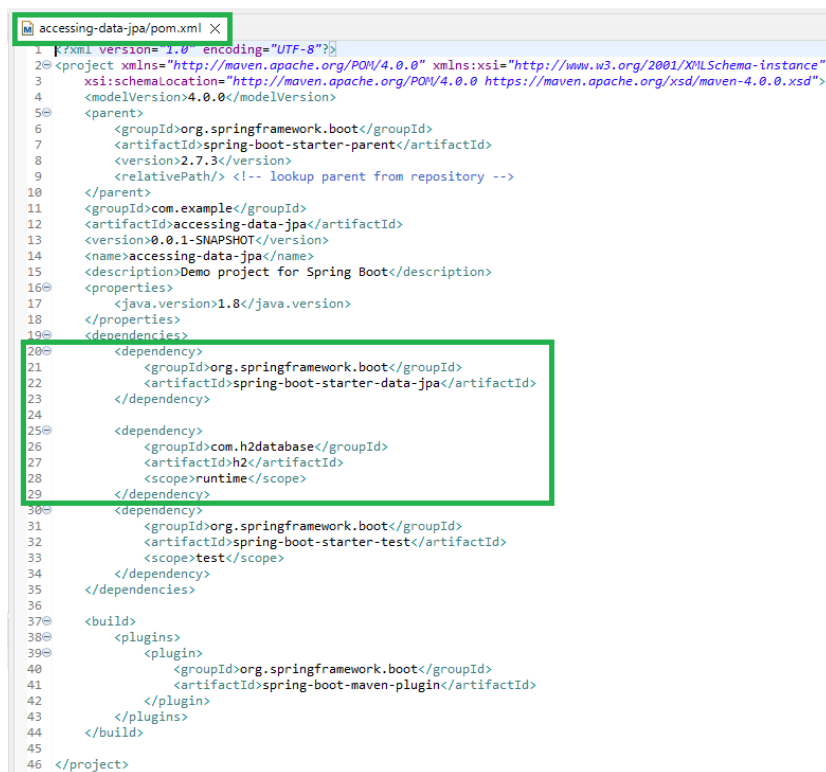 accessing-data-jpa/pom.xml
1 <?xml version="1.0" encoding="UTF-8"?>
2 <project xmlns="http://maven.apache.org/POM/4.0.0" xmlns:xsi="http://www.w3.org/2001/XMLSchema-instance"
3 xsi:schemaLocation="http://maven.apache.org/POM/4.0.0 https://maven.apache.org/xsd/maven-4.0.0.xsd">
4 <modelVersion>4.0.0</modelVersion>
5 <parent>
6 <groupId>org.springframework.boot</groupId>
7 <artifactId>spring-boot-starter-parent</artifactId>
8 <version>2.7.3</version>
9 <relativePath/> <!-- lookup parent from repository -->
10 </parent>
11 <groupId>com.example</groupId>
12 <artifactId>accessing-data-jpa</artifactId>
13 <version>0.0.1-SNAPSHOT</version>
14 <name>accessing-data-jpa</name>
15 <description>Demo project for Spring Boot</description>
16 <properties>
17 <java.version>1.8</java.version>
18 </properties>
19 <dependencies>
20 <dependency>
21 <groupId>org.springframework.boot</groupId>
22 <artifactId>spring-boot-starter-data-jpa</artifactId>
23 </dependency>
24
25 <dependency>
26 <groupId>com.h2database</groupId>
27 <artifactId>h2</artifactId>
28 <scope>runtime</scope>
29 </dependency>
30 <dependency>
31 <groupId>org.springframework.boot</groupId>
32 <artifactId>spring-boot-starter-test</artifactId>
33 <scope>test</scope>
34 </dependency>
35 </dependencies>
36
37 <build>
38 <plugins>
39 <plugin>
40 <groupId>org.springframework.boot</groupId>
41 <artifactId>spring-boot-maven-plugin</artifactId>
42 </plugin>
43 </plugins>
44 </build>
45
46 </project>